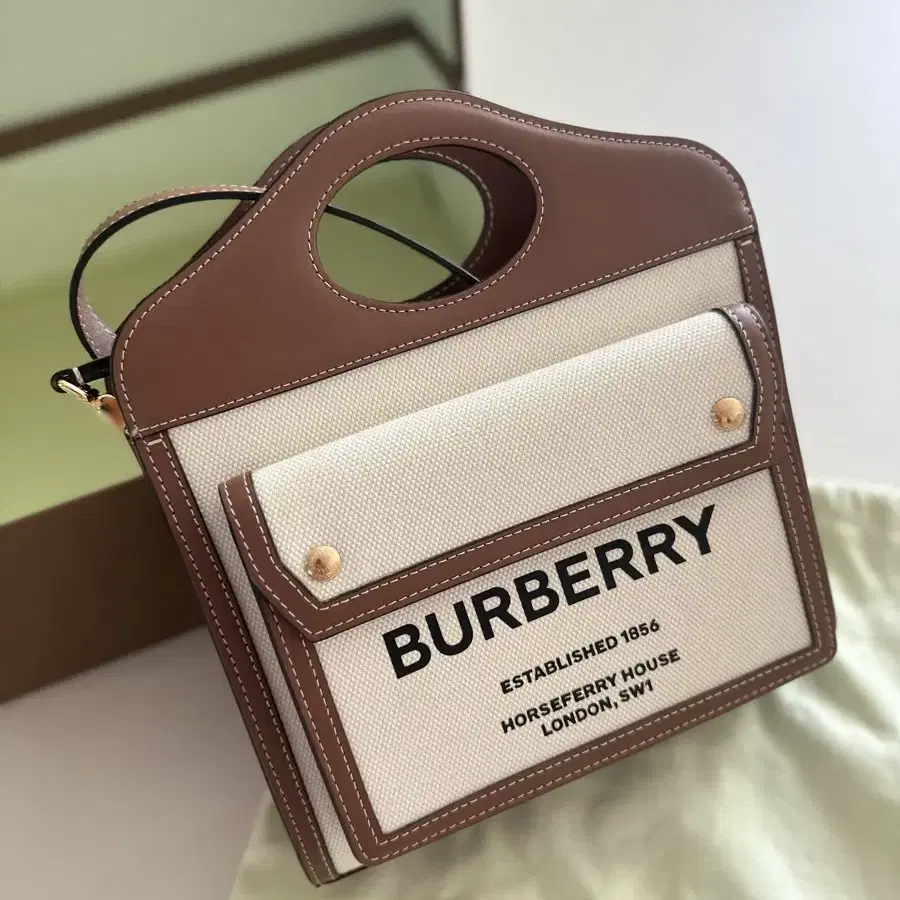 BURBERRY
ESTABLISHED 1856
HORSEFERRY HOUSE
LONDON, SW1